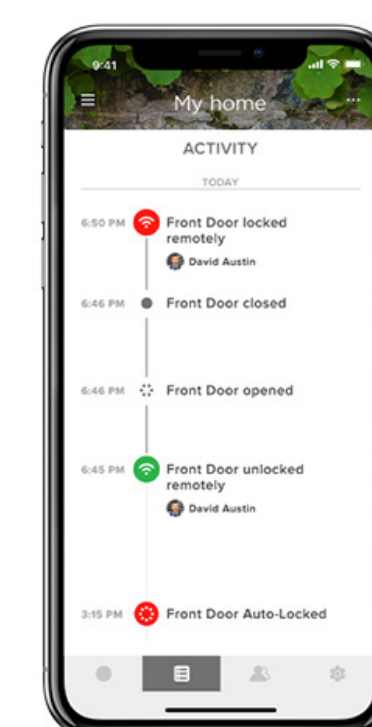 9:41
My home
ACTIVITY
TODAY
6:50 PM Front Door locked
remotely
David Austin
6:46 PM Front Door closed
6:46 PM Front Door opened
6:45 PM Front Door unlocked
remotely
David Austin
3:15 PM Front Door Auto-Locked